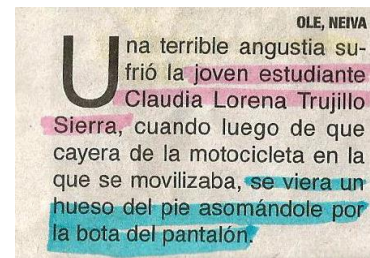 OLE, NEIVA
Una terrible angustia su-
frió la joven estudiante
Claudia Lorena Trujillo
Sierra, cuando luego de que
cayera de la motocicleta en la
que se movilizaba, se viera un
hueso del pie asomándole por
la bota del pantalón.